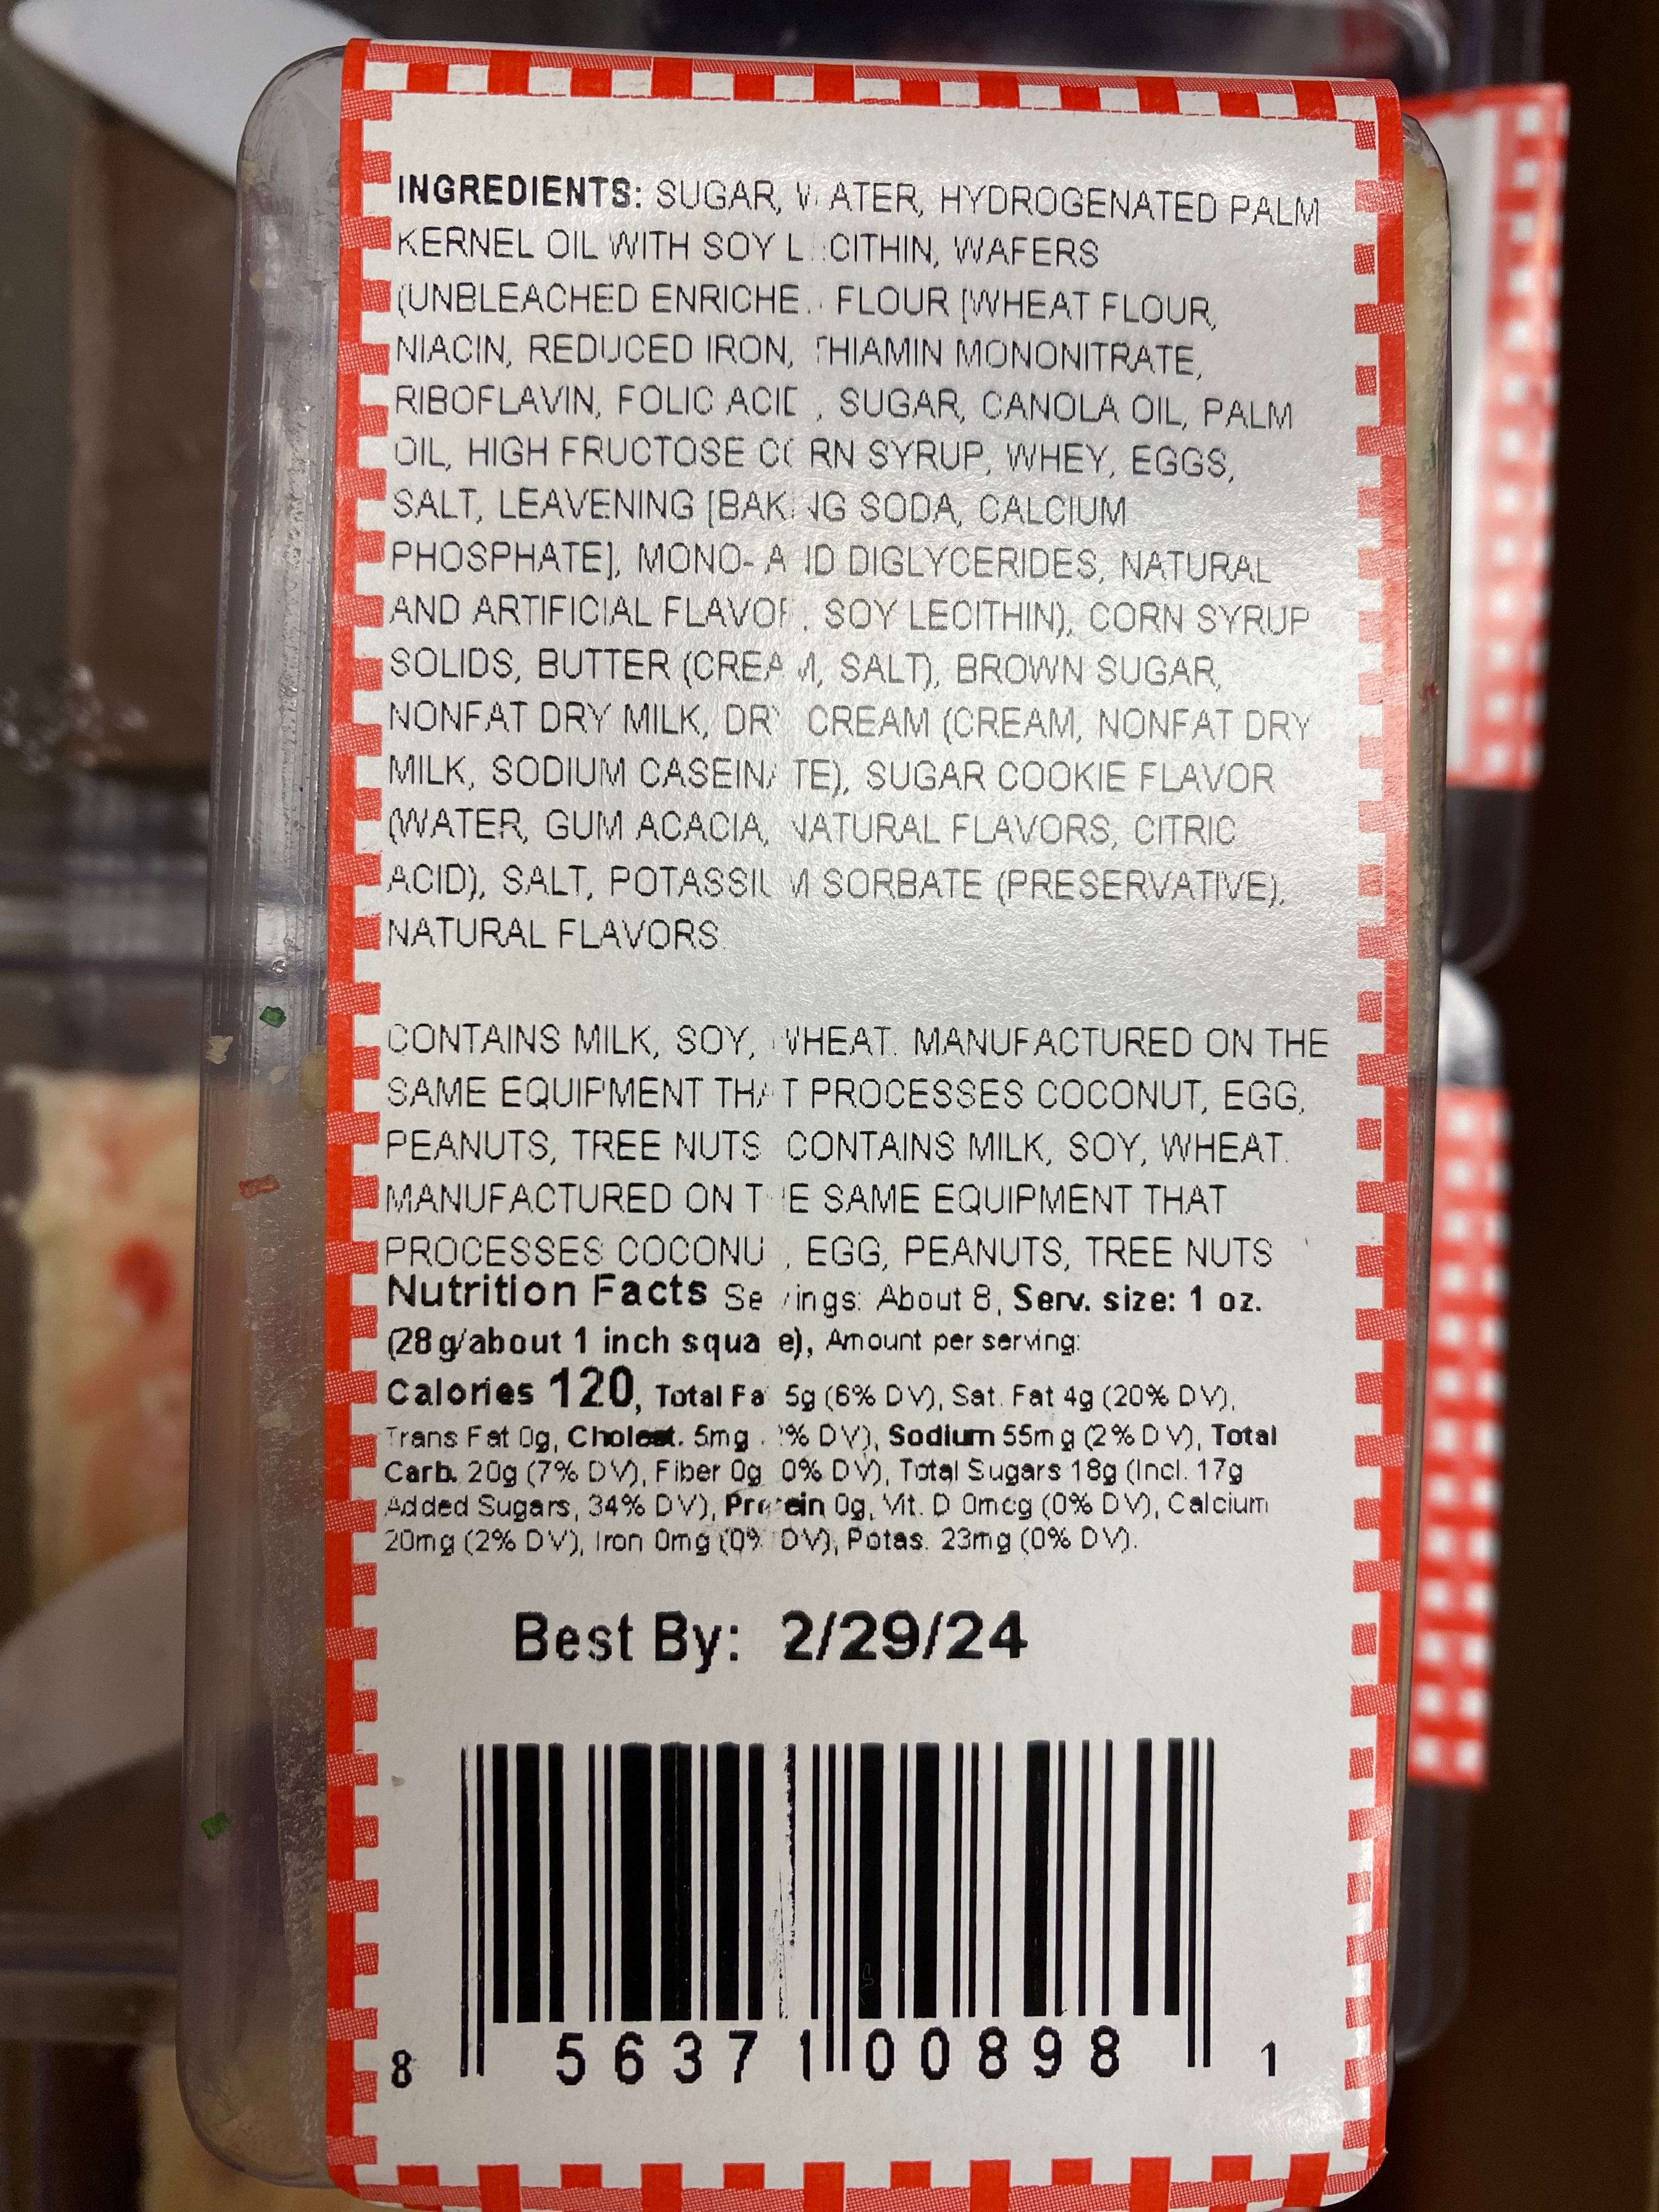 INGREDIENTS: SUGAR, WATER, HYDROGENATED PALM
KERNEL OIL WITH SOY LECITHIN, WAFERS
(UNBLEACHED ENRICHED FLOUR [WHEAT FLOUR,
NIACIN, REDUCED IRON, THIAMIN MONONITRATE,
RIBOFLAVIN, FOLIC ACID, SUGAR, CANOLA OIL, PALM
OIL, HIGH FRUCTOSE CORN SYRUP, WHEY, EGGS,
SALT, LEAVENING [BAKING SODA, CALCIUM
PHOSPHATE], MONO- AND DIGLYCERIDES, NATURAL
AND ARTIFICIAL FLAVOR, SOY LECITHIN), CORN SYRUP
SOLIDS, BUTTER (CREAM, SALT), BROWN SUGAR,
NONFAT DRY MILK, DRY CREAM (CREAM, NONFAT DRY
MILK, SODIUM CASEINATE), SUGAR COOKIE FLAVOR
(WATER, GUM ACACIA, NATURAL FLAVORS, CITRIC
ACID), SALT, POTASSIUM SORBATE (PRESERVATIVE),
NATURAL FLAVORS.
CONTAINS MILK, SOY, WHEAT. MANUFACTURED ON THE
SAME EQUIPMENT THAT PROCESSES COCONUT, EGG,
PEANUTS, TREE NUTS CONTAINS MILK, SOY, WHEAT.
MANUFACTURED ON THE SAME EQUIPMENT THAT
PROCESSES COCONUT, EGG, PEANUTS, TREE NUTS
Nutrition Facts Servings: About 8, Serv. size: 1 oz.
(28g/about 1 inch square), Amount per serving:
Calories 120, Total Fat 5g (6% DV), Sat. Fat 4g (20% DV),
Trans Fat 0g, Cholest. 5mg (2% DV), Sodium 55mg (2% DV), Total
Carb. 20g (7% DV), Fiber 0g (0% DV), Total Sugars 18g (Incl. 17g
Added Sugars, 34% DV), Protein 0g, Vit. D 0mcg (0% DV), Calcium
20mg (2% DV), Iron 0mg (0% DV), Potas. 23mg (0% DV).
Best By: 2/29/24
8 56371 00898 1